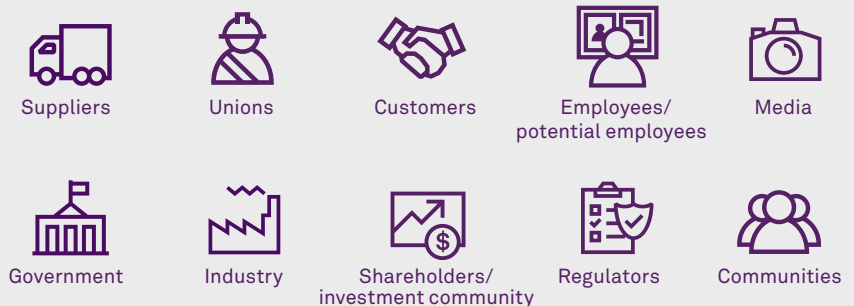 Suppliers
Unions
Customers
Employees/
potential employees
Media
Government
Industry
Shareholders/
investment community
Regulators
Communities
$